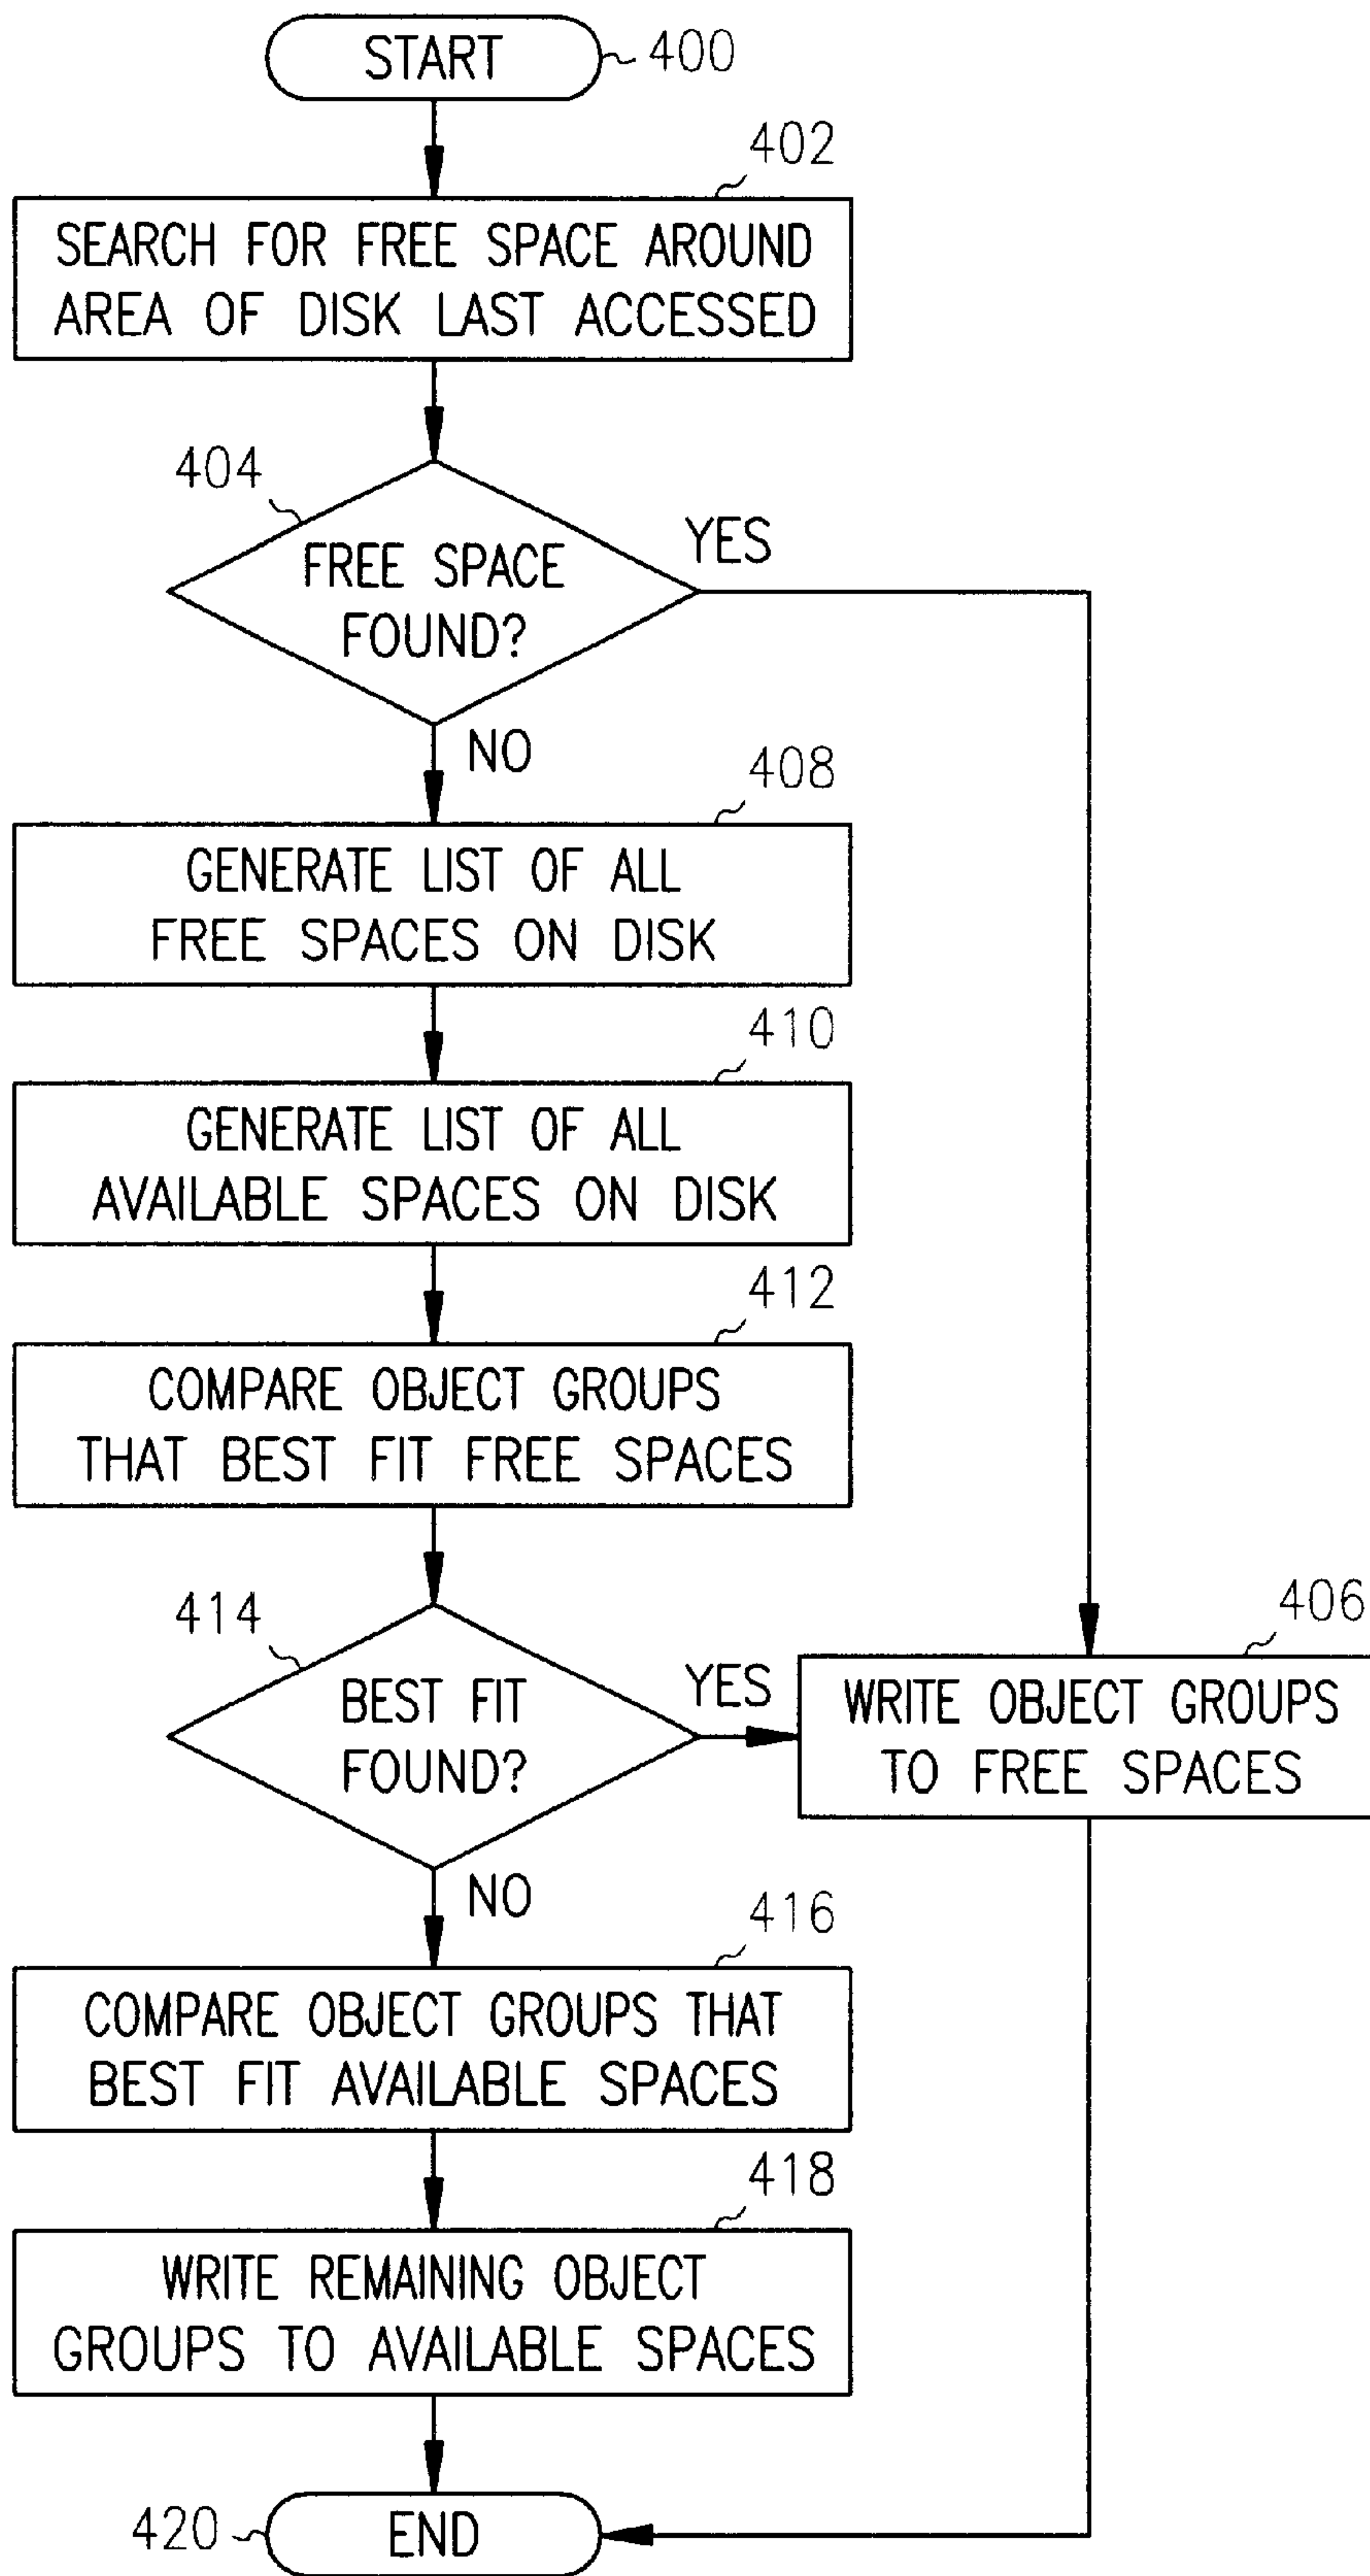 START
400
402
SEARCH FOR FREE SPACE AROUND
AREA OF DISK LAST ACCESSED
404
FREE SPACE
FOUND?
YES
NO
408
GENERATE LIST OF ALL
FREE SPACES ON DISK
410
GENERATE LIST OF ALL
AVAILABLE SPACES ON DISK
412
COMPARE OBJECT GROUPS
THAT BEST FIT FREE SPACES
414
BEST FIT
FOUND?
YES
406
WRITE OBJECT GROUPS
TO FREE SPACES
NO
416
COMPARE OBJECT GROUPS THAT
BEST FIT AVAILABLE SPACES
418
WRITE REMAINING OBJECT
GROUPS TO AVAILABLE SPACES
420
END